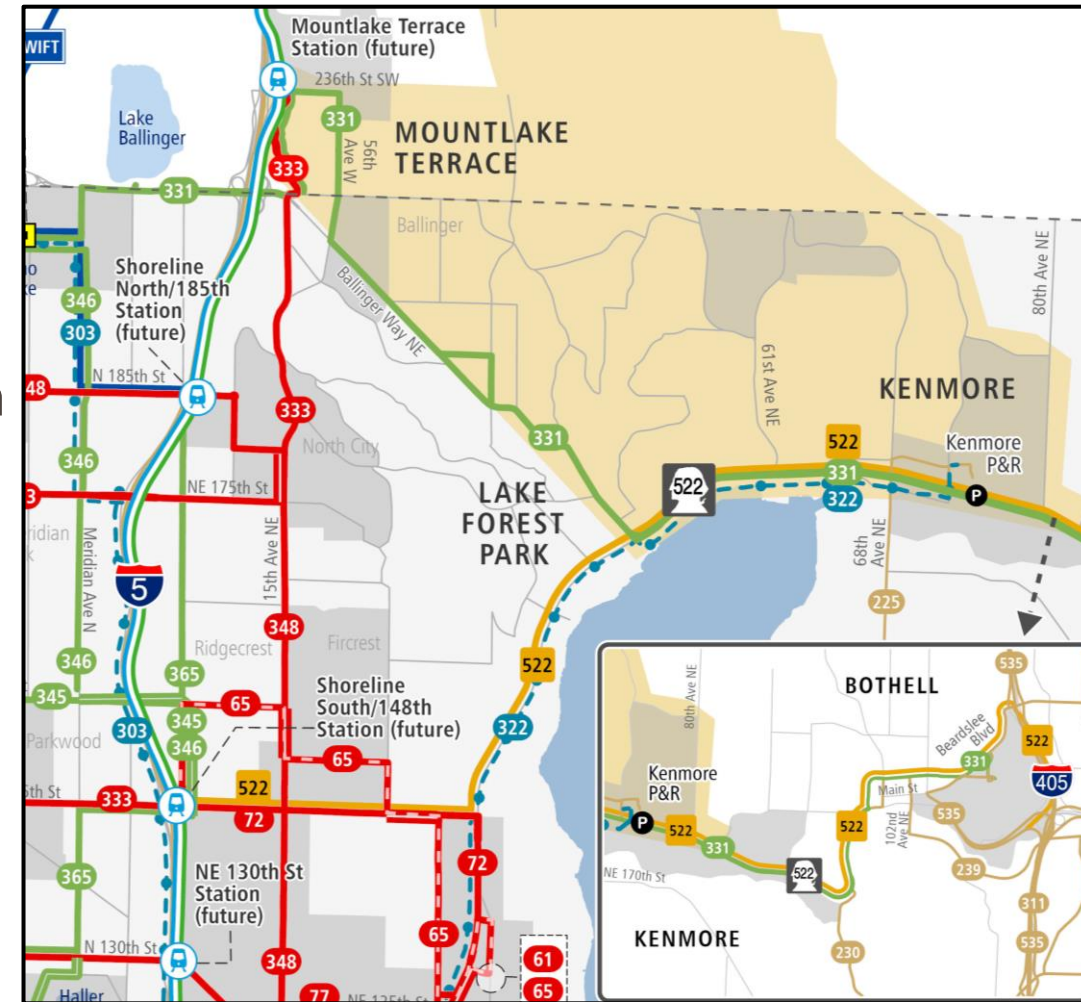 WIFT
Mountlake Terrace
Station (future)
236th St SW
Lake
Ballinger
331
56th
Ave W
MOUNTLAKE
TERRACE
333
331
Ballinger
80th Ave NE
Shoreline
North/185th
Station
(future)
346
303
Ballinger Way NE
61st Ave NE
N 185th St
48
KENMORE
333
North City
331
522
Kenmore
P&R
346
NE 175th St
3
LAKE
FOREST
PARK
522
331
322
P
Meridian Ave N
5
15th Ave NE
68th
Ave NE
225
348
Ridgecrest
Fircrest
346
365
522
345
65
Shoreline
South/148th
Station (future)
322
345
303
346
Parkwood
65
333
522
72
72
NE 130th St
Station
(future)
365
65
N 130th St
348
61
65
Haller
77
NE 125th St
535
BOTHELL
80th Ave NE
Beardslee
Blvd
522
331
405
Kenmore
P&R
Main St
P
522
522
102nd
Ave NE
535
331
239
NE 170th St
522
311
KENMORE
535
230